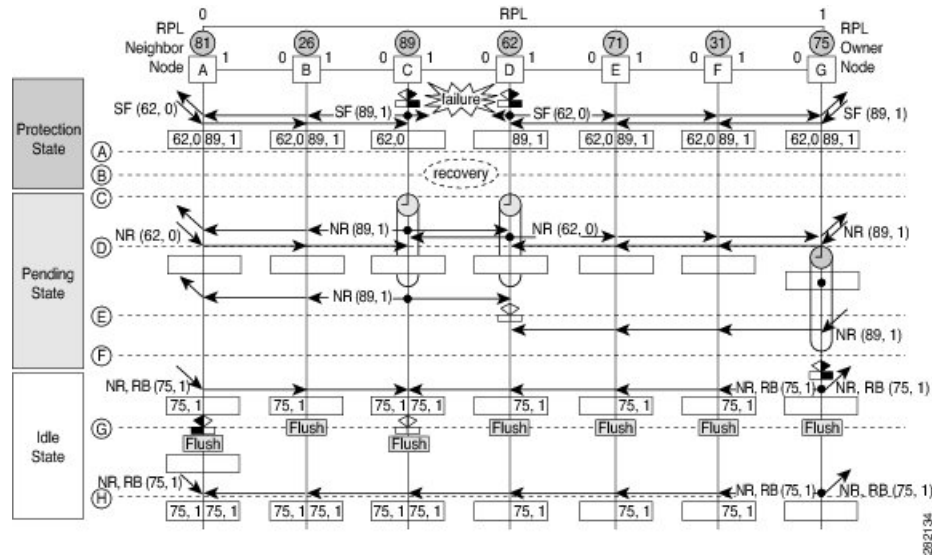 0 RPL 1
RPL Neighbor Node
81 26 89 62 71 31 75
RPL Owner Node
0 1 0 1 0 1 0 1 0 1
A B C D E F G
Protection State
SF (62, 0) SF (89, 1) failure SF (62, 0) SF (89, 1)
62,0 89, 1 62,0 89, 1 62,0 89, 1 62,0 89, 1 62,0 89, 1 62,0 89, 1
A
B recovery
C
Pending State
NR (62, 0) NR (89, 1) NR (62, 0) NR (89, 1)
D
NR (89, 1)
E
NR (89, 1)
F
Idle State
NR, RB (75, 1) NR, RB (75, 1) NR, RB (75, 1)
75, 1 75, 1 75, 1 75, 1 75, 1 75, 1 75, 1
G
Flush Flush Flush Flush Flush Flush
Flush
NR, RB (75, 1) NR, RB (75, 1) NR, RB (75, 1)
H
75, 1 75, 1 75, 1 75, 1 75, 1 75, 1 75, 1 75, 1 75, 1
282134